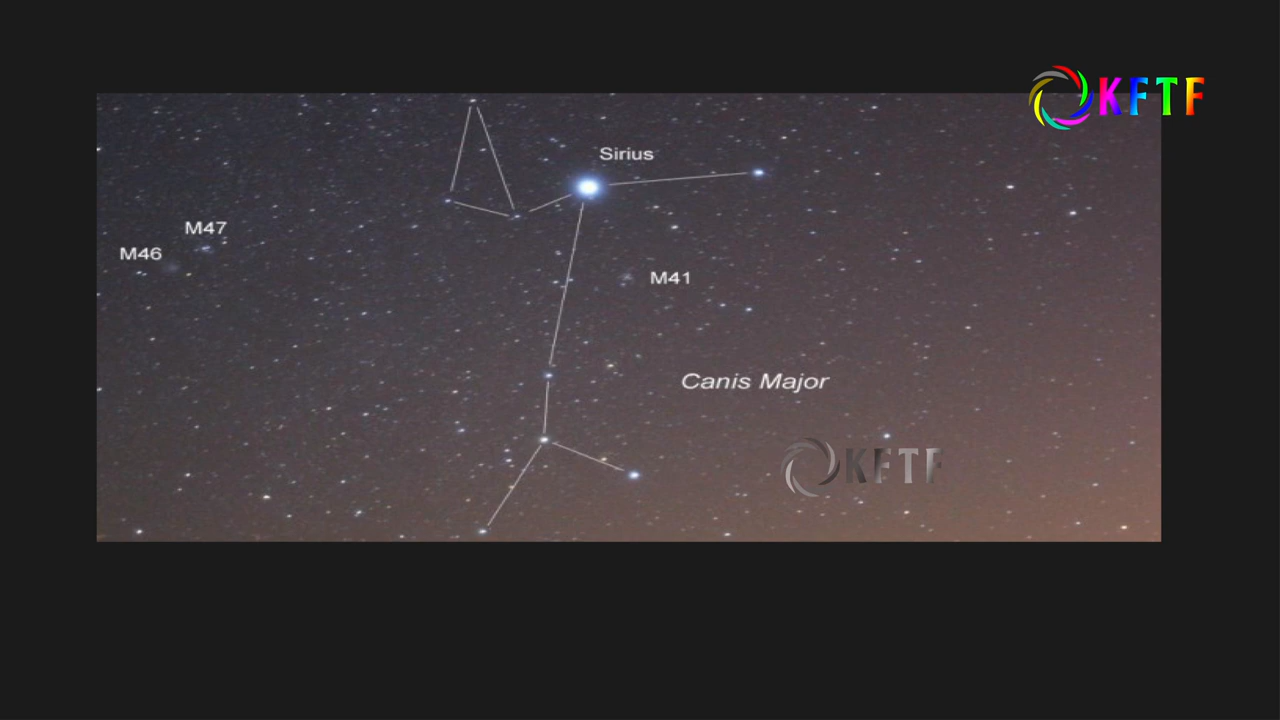 KFTF
Sirius
M47
M46
M41
Canis Major
KFTF